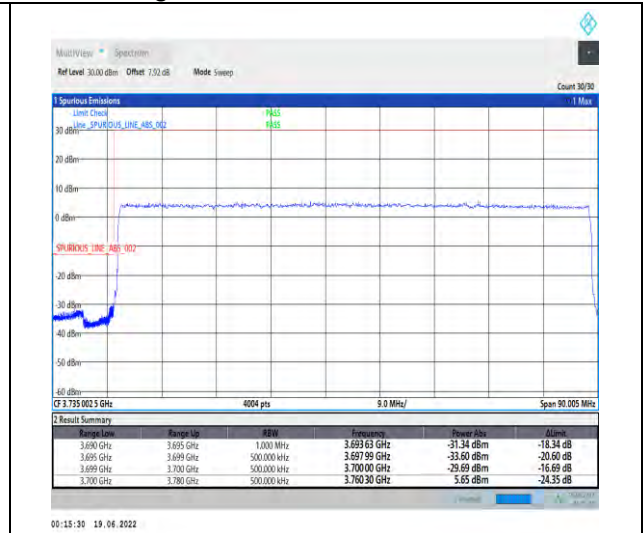 MultiView Spectrum
Ref Level 30.00 dBm Offset 7.92 dB Mode Sweep
Count 30/30
1 Spurious Emissions 1 Max
Limit Check PASS
Line _SPURIOUS_LINE_ABS_002 PASS
30 dBm
20 dBm
10 dBm
0 dBm
SPURIOUS_LINE_ABS_002
-20 dBm
-30 dBm
-40 dBm
-50 dBm
-60 dBm
CF 3.735 002 5 GHz 4004 pts 9.0 MHz/ Span 90.005 MHz
2 Result Summary
Range Low Range Up RBW Frequency Power Abs ΔLimit
3.690 GHz 3.695 GHz 1.000 MHz 3.693 63 GHz -31.34 dBm -18.34 dB
3.695 GHz 3.699 GHz 500.000 kHz 3.697 99 GHz -33.60 dBm -20.60 dB
3.699 GHz 3.700 GHz 500.000 kHz 3.700 00 GHz -29.69 dBm -16.69 dB
3.700 GHz 3.780 GHz 500.000 kHz 3.760 30 GHz 5.65 dBm -24.35 dB
00:15:30 19.06.2022